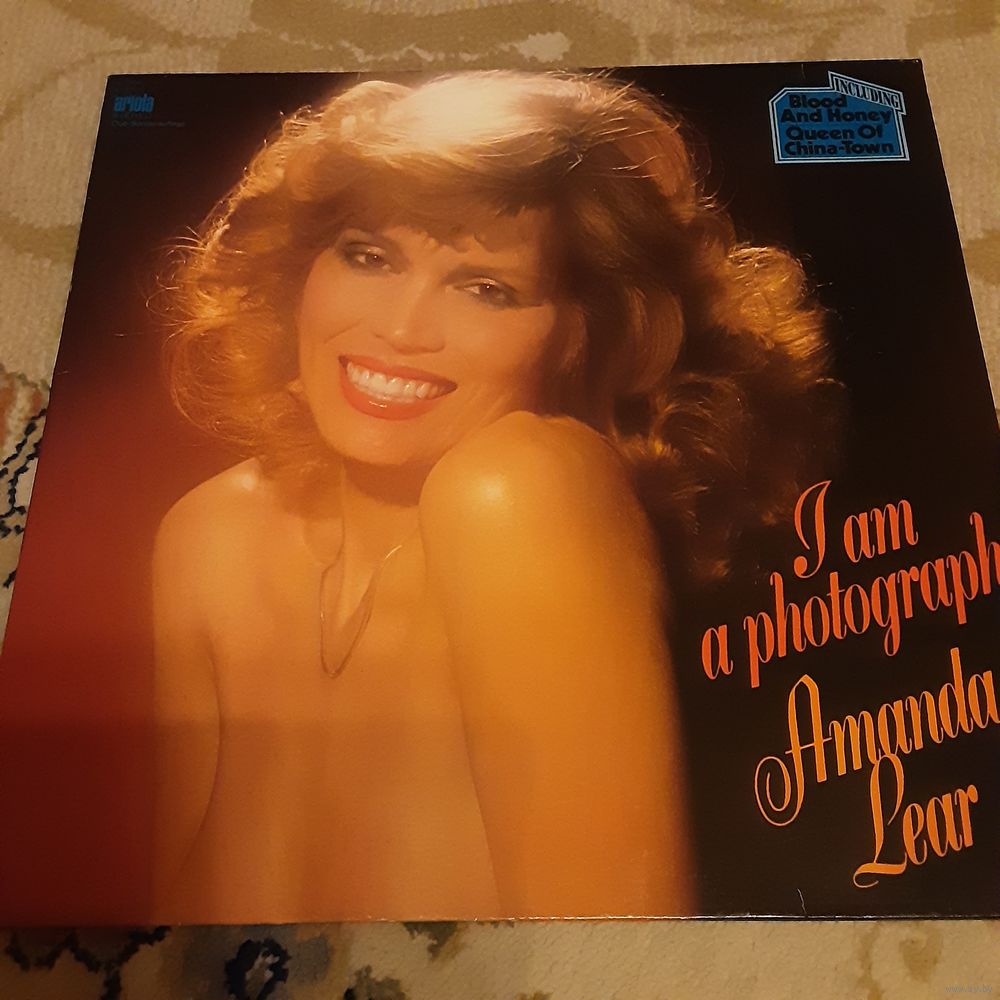 ariola
INCLUDING
Blood
And Honey
Queen Of
China-Town
I am
a photograph
Amanda
Lear